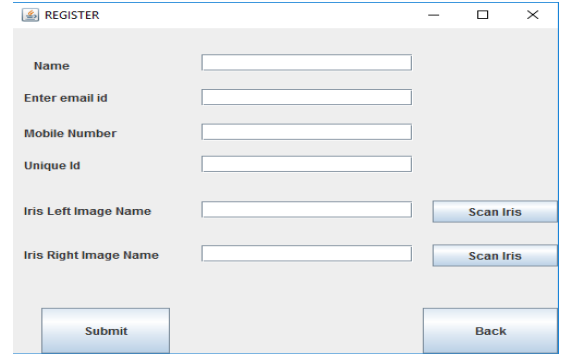 REGISTER
Name
Enter email id
Mobile Number
Unique Id
Iris Left Image Name Scan Iris
Iris Right Image Name Scan Iris
Submit Back